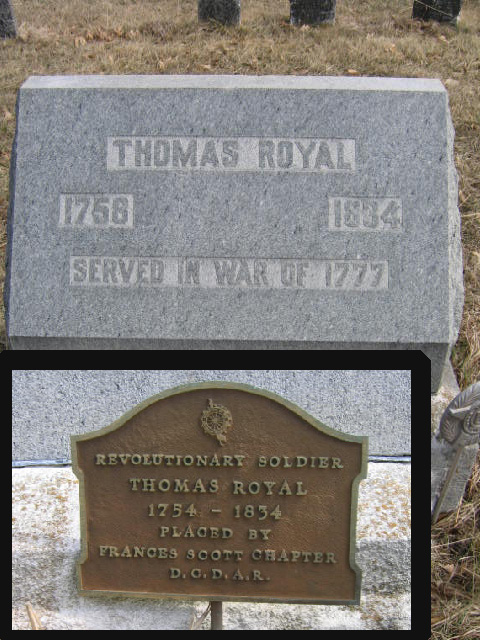 THOMAS ROYAL
1756 1834
SERVED IN WAR OF 1777
REVOLUTIONARY SOLDIER
THOMAS ROYAL
1754 - 1834
PLACED BY
FRANCES SCOTT CHAPTER
D.C.D.A.R.